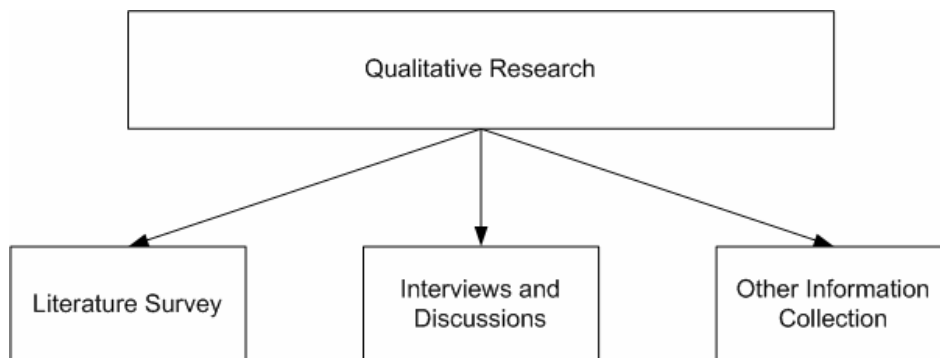 Qualitative Research
Literature Survey
Interviews and
Discussions
Other Information
Collection